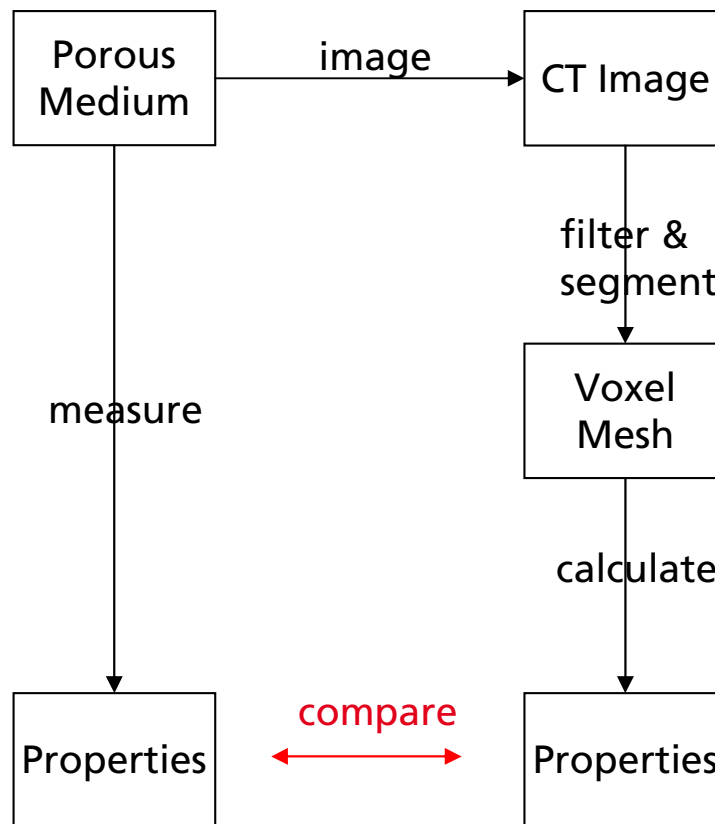 Porous
Medium
image
CT Image
filter &
segment
measure
Voxel
Mesh
calculate
compare
Properties
Properties